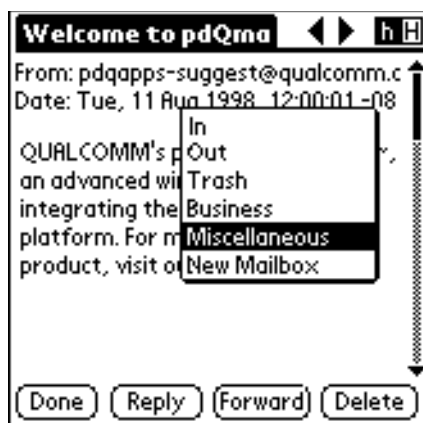 Welcome to pdQma
h H
From: pdqapps-suggest@qualcomm.c
Date: Tue, 11 Aug 1998 12:00:01 -08
QUALCOMM's p
an advanced wi
integrating the
platform. For m
product, visit o
In
Out
Trash
Business
Miscellaneous
New Mailbox
Done Reply Forward Delete